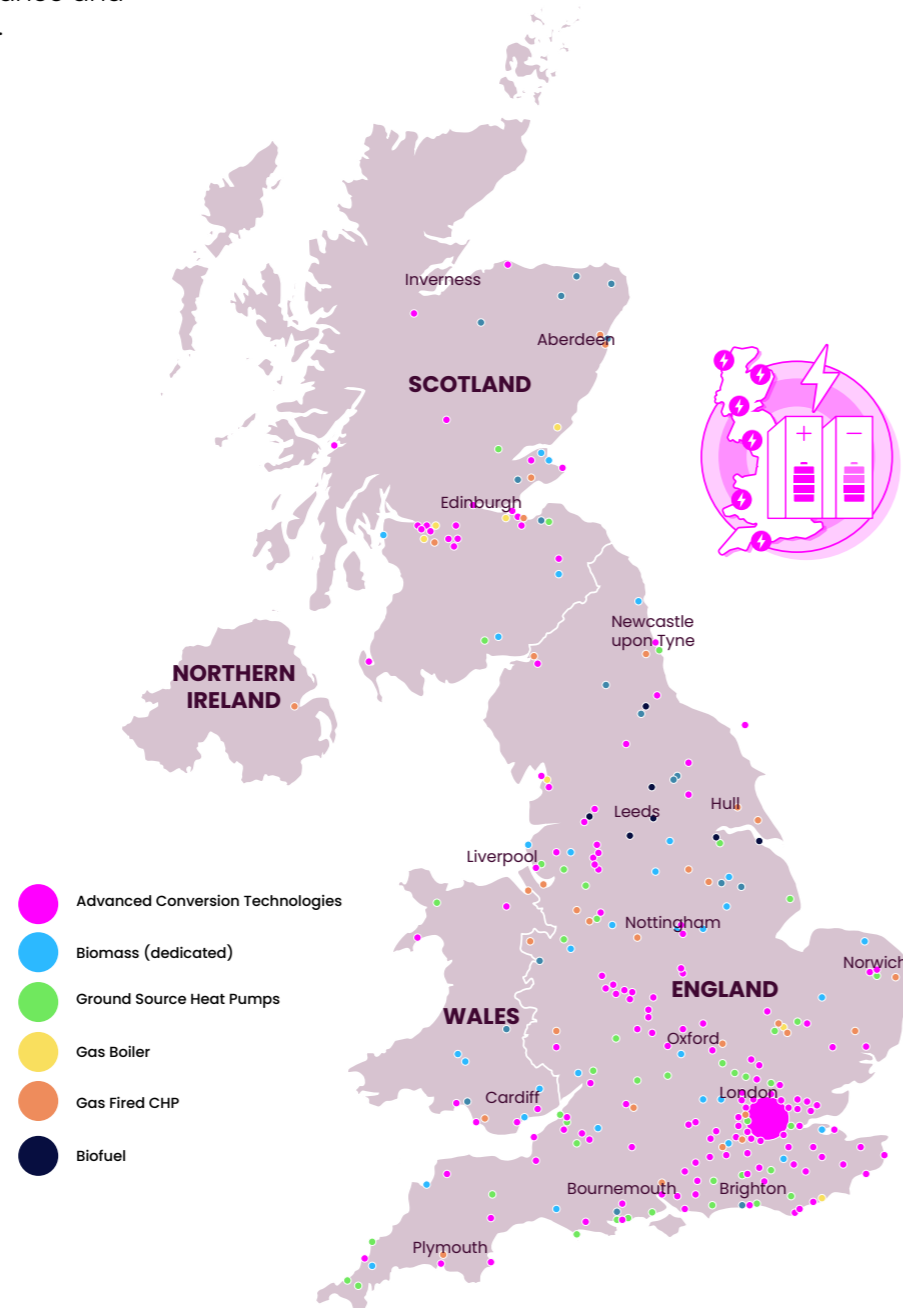 .
Inverness
Aberdeen
SCOTLAND
Edinburgh
Newcastle
upon Tyne
NORTHERN
IRELAND
Leeds
Hull
Liverpool
Nottingham
Norwich
ENGLAND
WALES
Oxford
London
Cardiff
Bournemouth
Brighton
Plymouth
Advanced Conversion Technologies
Biomass (dedicated)
Ground Source Heat Pumps
Gas Boiler
Gas Fired CHP
Biofuel
+
−